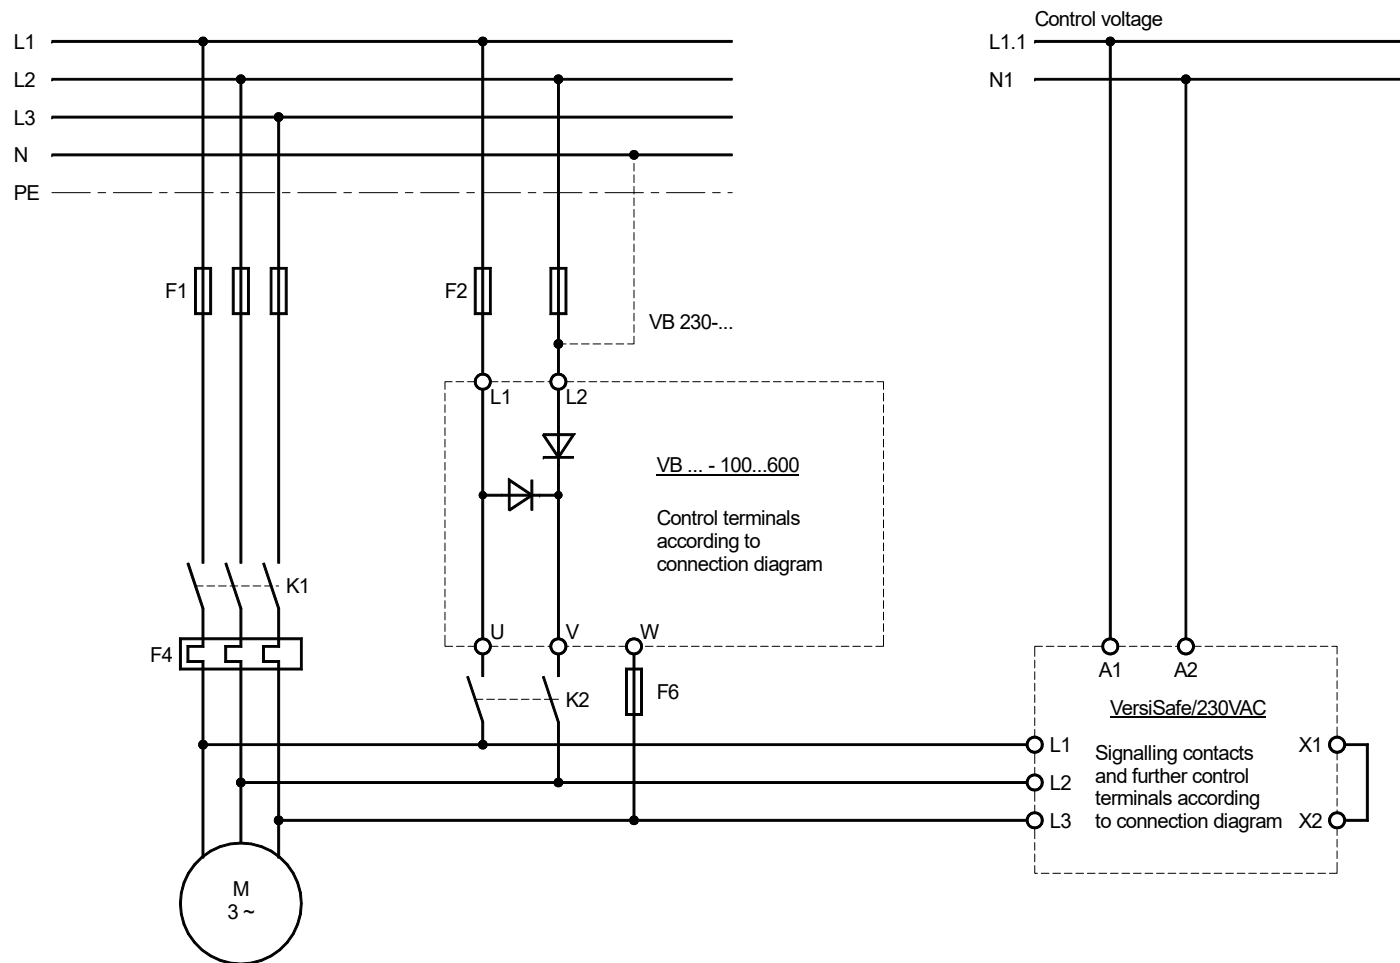 Control voltage
L1
L1.1
L2
N1
L3
N
PE
F1
F2
VB 230-...
L1
L2
VB ... - 100...600
Control terminals
according to
connection diagram
K1
U
V
W
F4
K2
F6
A1
A2
VersiSafe/230VAC
L1
L2
L3
Signalling contacts
and further control
terminals according
to connection diagram
X1
X2
M
3 ~